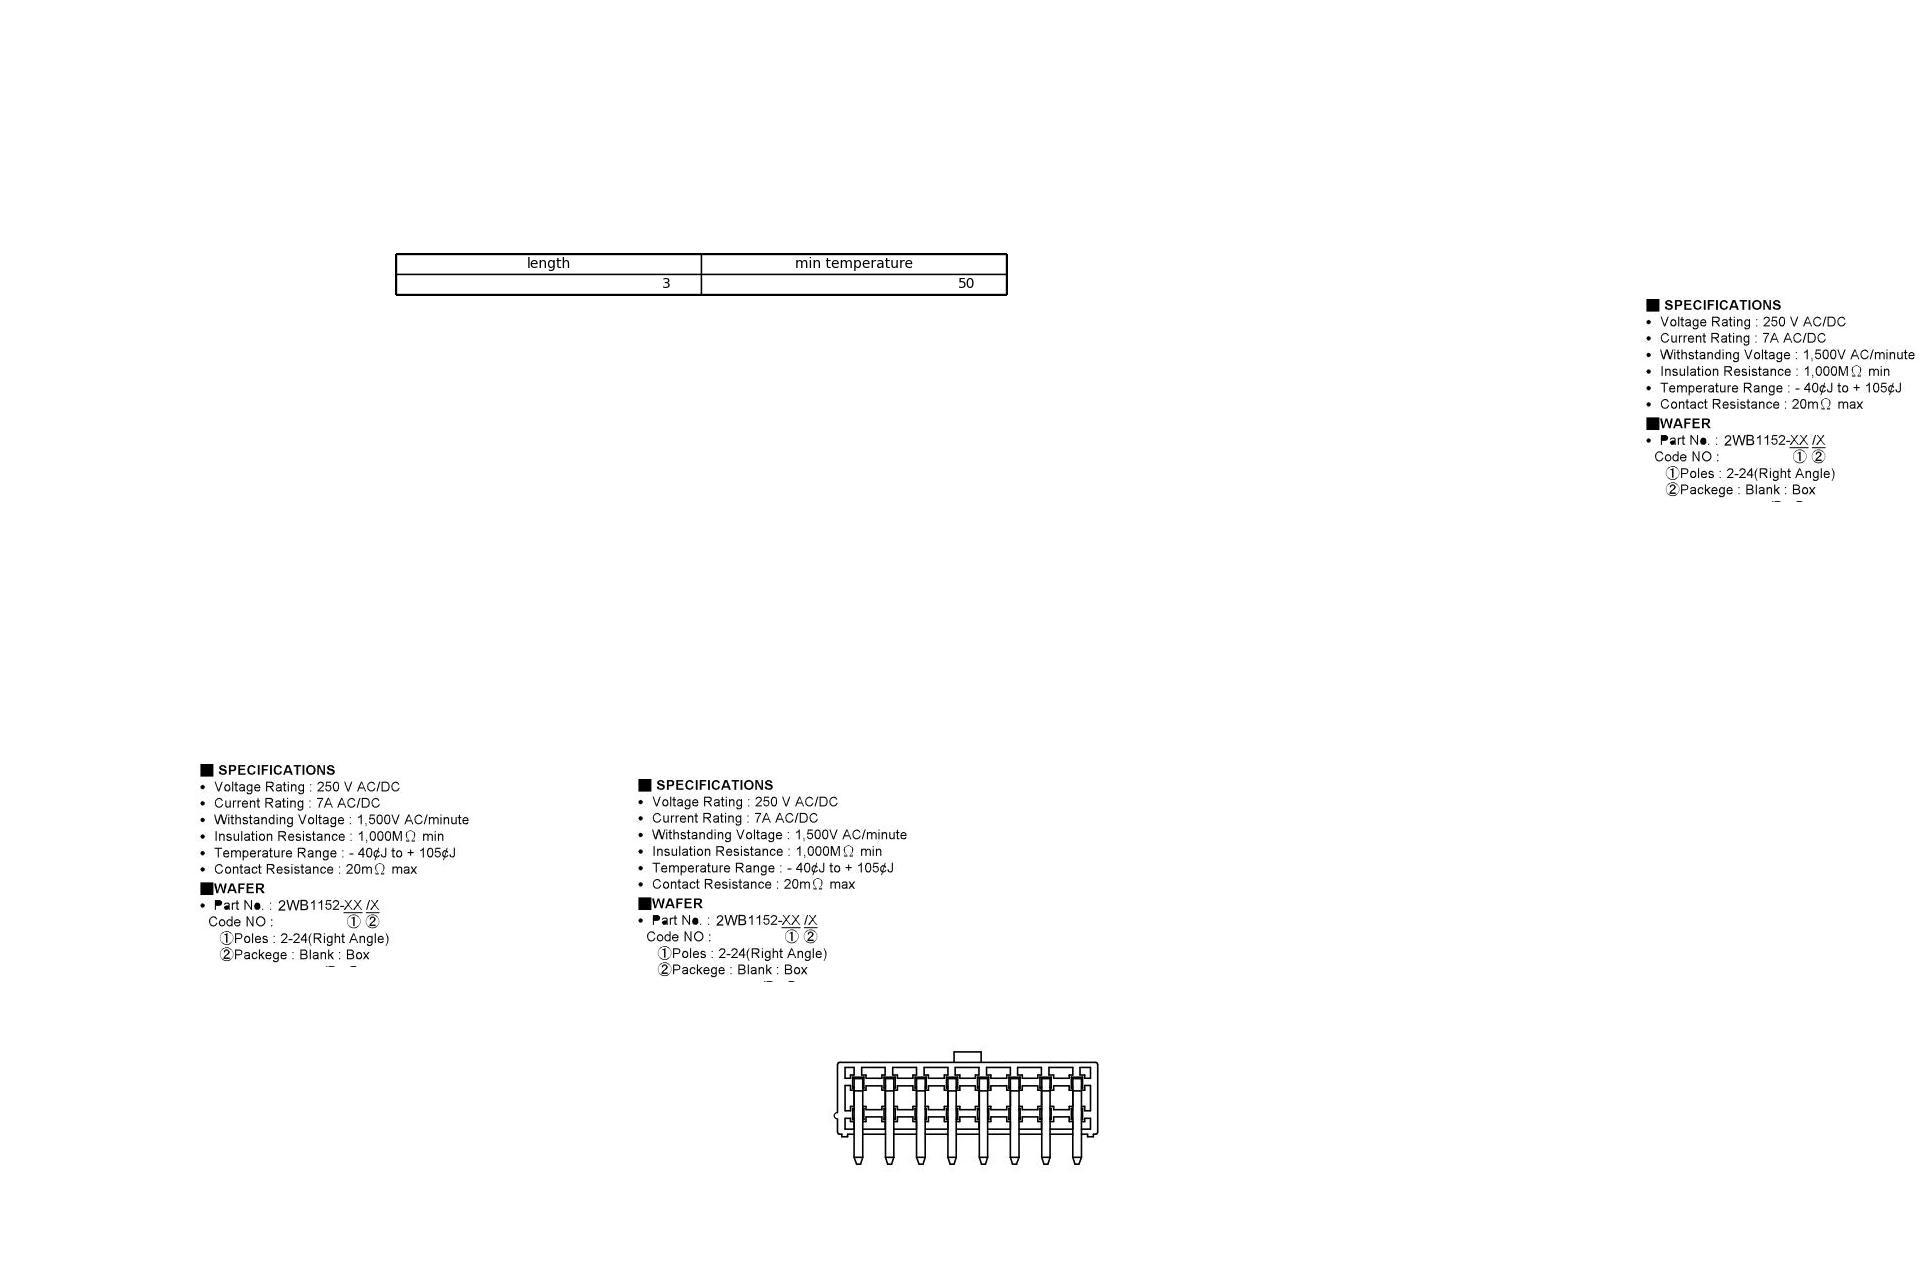 length min temperature
3 50
■ SPECIFICATIONS
• Voltage Rating : 250 V AC/DC
• Current Rating : 7A AC/DC
• Withstanding Voltage : 1,500V AC/minute
• Insulation Resistance : 1,000MΩ min
• Temperature Range : - 40¢J to + 105¢J
• Contact Resistance : 20mΩ max
■WAFER
• Part No. : 2WB1152-XX /X
Code NO : ① ②
①Poles : 2-24(Right Angle)
②Packege : Blank : Box
■ SPECIFICATIONS
• Voltage Rating : 250 V AC/DC
• Current Rating : 7A AC/DC
• Withstanding Voltage : 1,500V AC/minute
• Insulation Resistance : 1,000MΩ min
• Temperature Range : - 40¢J to + 105¢J
• Contact Resistance : 20mΩ max
■WAFER
• Part No. : 2WB1152-XX /X
Code NO : ① ②
①Poles : 2-24(Right Angle)
②Packege : Blank : Box
■ SPECIFICATIONS
• Voltage Rating : 250 V AC/DC
• Current Rating : 7A AC/DC
• Withstanding Voltage : 1,500V AC/minute
• Insulation Resistance : 1,000MΩ min
• Temperature Range : - 40¢J to + 105¢J
• Contact Resistance : 20mΩ max
■WAFER
• Part No. : 2WB1152-XX /X
Code NO : ① ②
①Poles : 2-24(Right Angle)
②Packege : Blank : Box